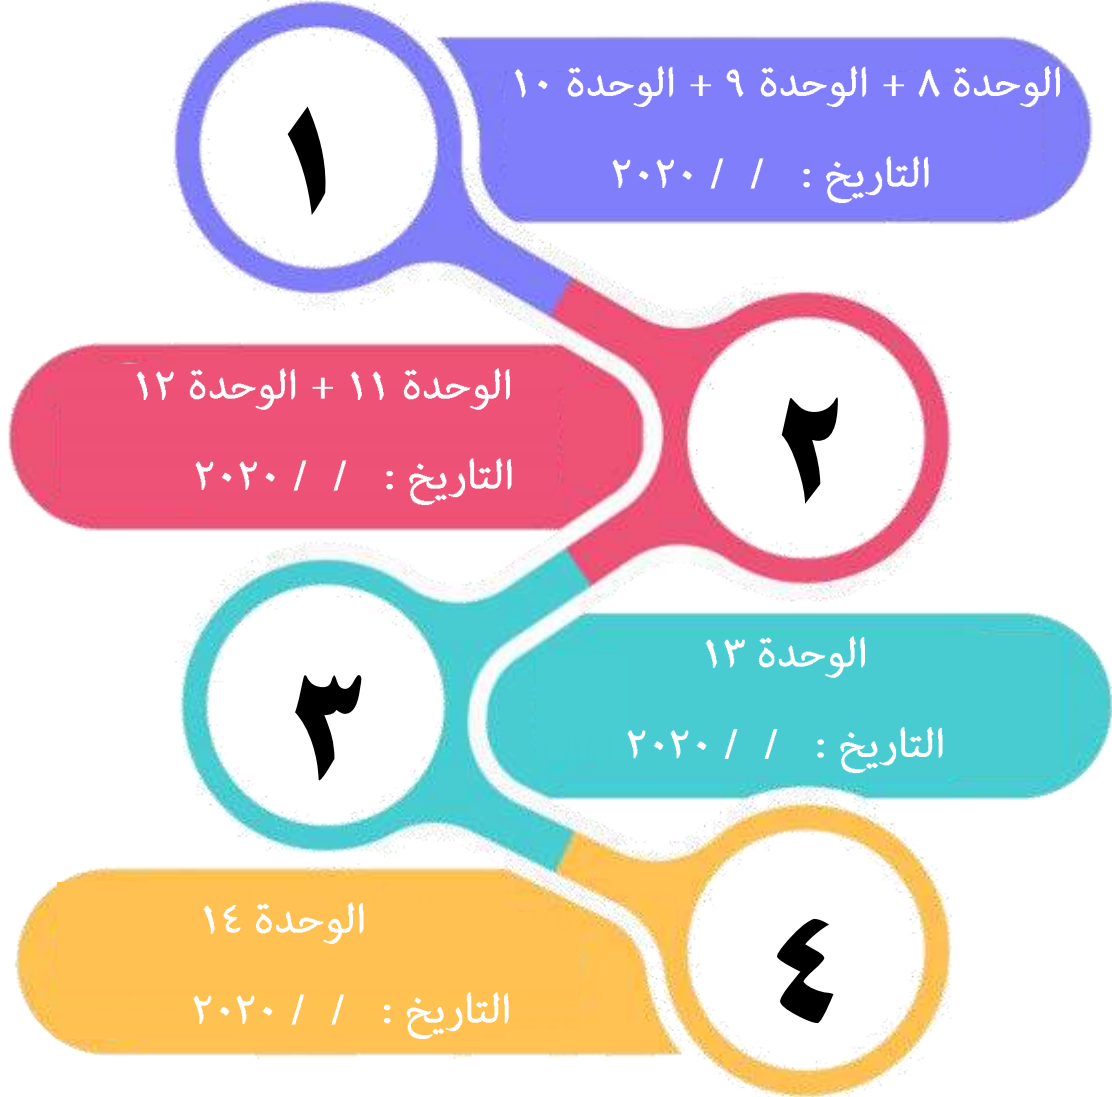 ١
الوحدة ٨ + الوحدة ٩ + الوحدة ١٠
التاريخ : / / ٢٠٢٠
٢
الوحدة ١١ + الوحدة ١٢
التاريخ : / / ٢٠٢٠
٣
الوحدة ١٣
التاريخ : / / ٢٠٢٠
٤
الوحدة ١٤
التاريخ : / / ٢٠٢٠